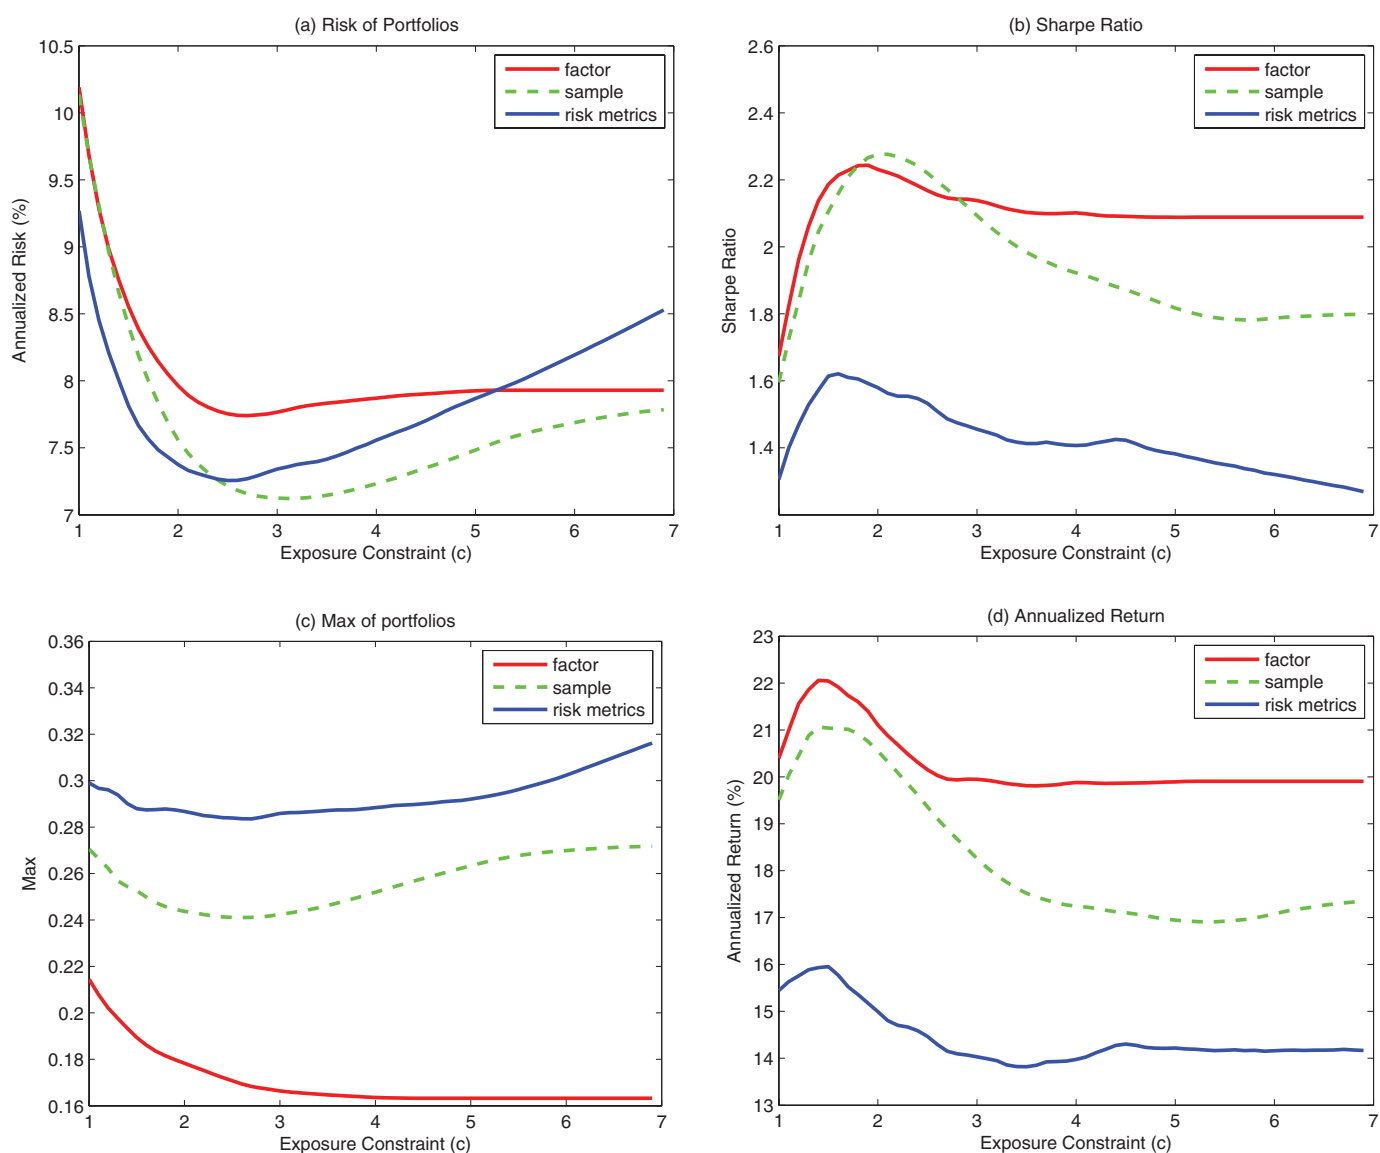 (a) Risk of Portfolios
10.5
10
9.5
9
8.5
8
7.5
7
Annualized Risk (%)
factor
sample
risk metrics
1 2 3 4 5 6 7
Exposure Constraint (c)
(b) Sharpe Ratio
2.6
2.4
2.2
2
1.8
1.6
1.4
Sharpe Ratio
factor
sample
risk metrics
1 2 3 4 5 6 7
Exposure Constraint (c)
(c) Max of portfolios
0.36
0.34
0.32
0.3
0.28
0.26
0.24
0.22
0.2
0.18
0.16
Max
factor
sample
risk metrics
1 2 3 4 5 6 7
Exposure Constraint (c)
(d) Annualized Return
23
22
21
20
19
18
17
16
15
14
13
Annualized Return (%)
factor
sample
risk metrics
1 2 3 4 5 6 7
Exposure Constraint (c)